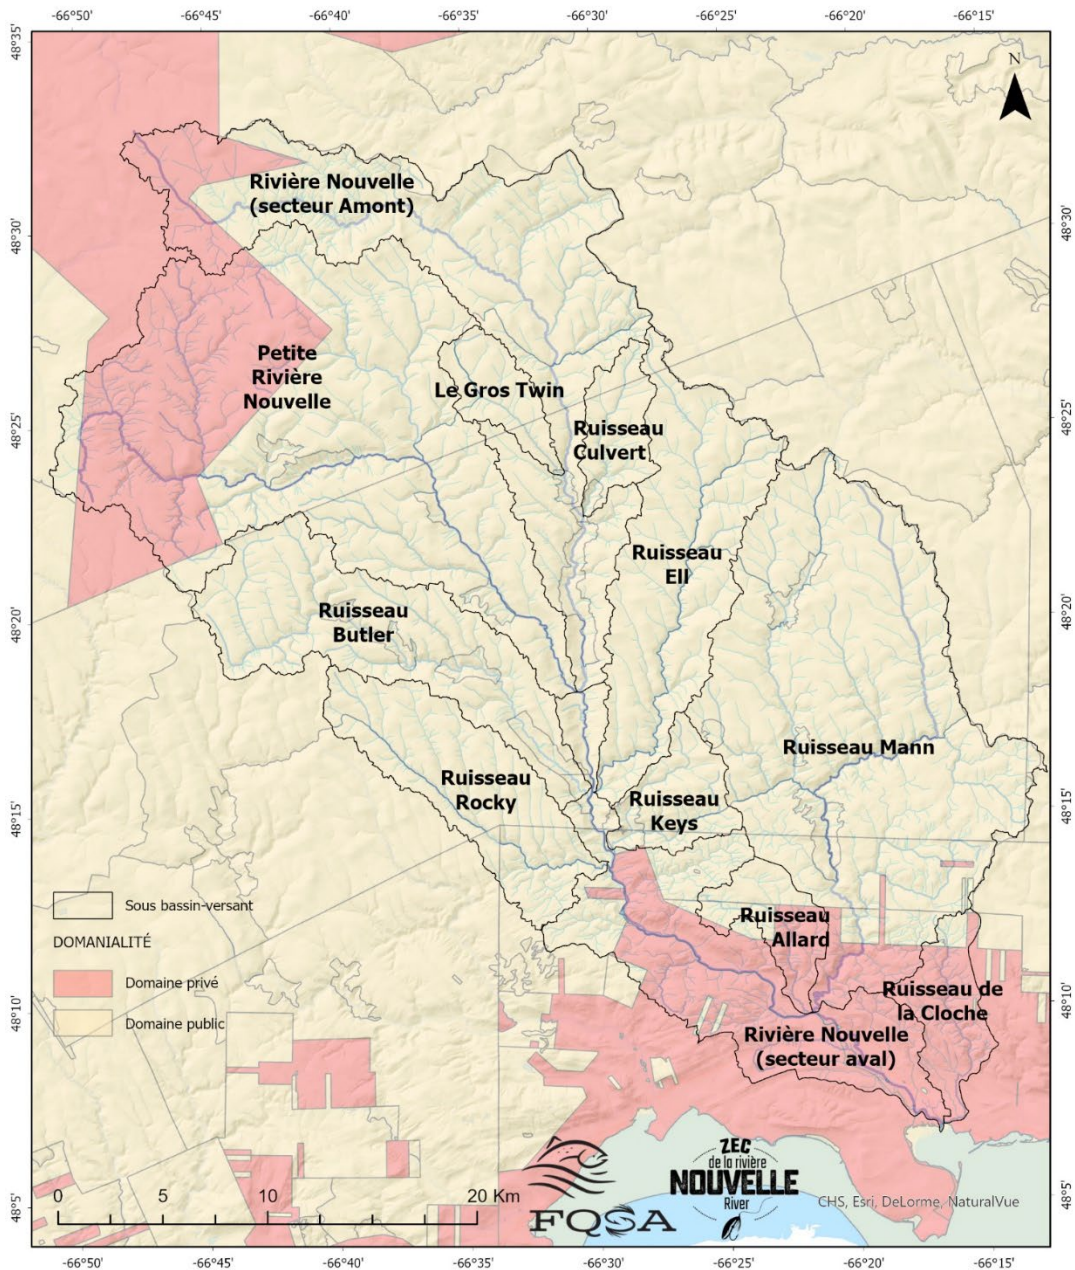 -66°50'
-66°45'
-66°40'
-66°35'
-66°30'
-66°25'
-66°20'
-66°15'
48°35'
N
Rivière Nouvelle
(secteur Amont)
48°30'
48°30'
Petite
Rivière
Nouvelle
Le Gros Twin
Ruisseau
Culvert
48°25'
48°25'
Ruisseau
Ell
Ruisseau
Butler
48°20'
48°20'
Ruisseau Mann
Ruisseau
Rocky
Ruisseau
Keys
48°15'
48°15'
Sous bassin-versant
DOMANIALITÉ
Domaine privé
Domaine public
Ruisseau
Allard
Ruisseau de
la Cloche
Rivière Nouvelle
(secteur aval)
48°10'
48°10'
0 5 10 20 Km
FQSA
ZEC
de la rivière
NOUVELLE
River
CHS, Esri, DeLorme, NaturalVue
48°5'
48°5'
-66°50'
-66°45'
-66°40'
-66°35'
-66°30'
-66°25'
-66°20'
-66°15'